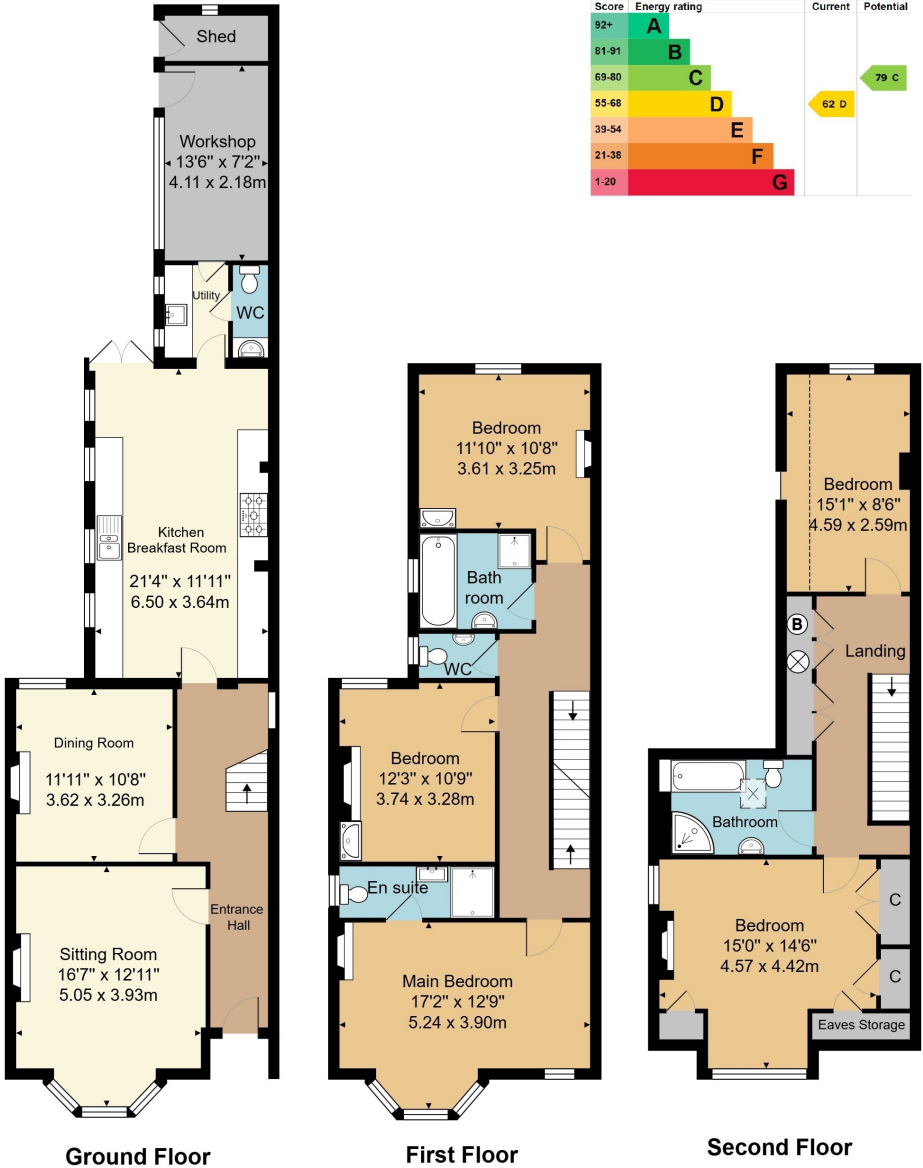 Score Energy rating Current Potential
92+ A
81-91 B
69-80 C 79 C
55-68 D 62 D
39-54 E
21-38 F
1-20 G
Shed
Workshop
13'6" x 7'2"
4.11 x 2.18m
Utility
WC
Kitchen
Breakfast Room
21'4" x 11'11"
6.50 x 3.64m
Dining Room
11'11" x 10'8"
3.62 x 3.26m
Entrance
Hall
Sitting Room
16'7" x 12'11"
5.05 x 3.93m
Ground Floor
Bedroom
11'10" x 10'8"
3.61 x 3.25m
Bath
room
WC
Bedroom
12'3" x 10'9"
3.74 x 3.28m
En suite
Main Bedroom
17'2" x 12'9"
5.24 x 3.90m
First Floor
Bedroom
15'1" x 8'6"
4.59 x 2.59m
B
Landing
Bathroom
Bedroom
15'0" x 14'6"
4.57 x 4.42m
C
C
Eaves Storage
Second Floor